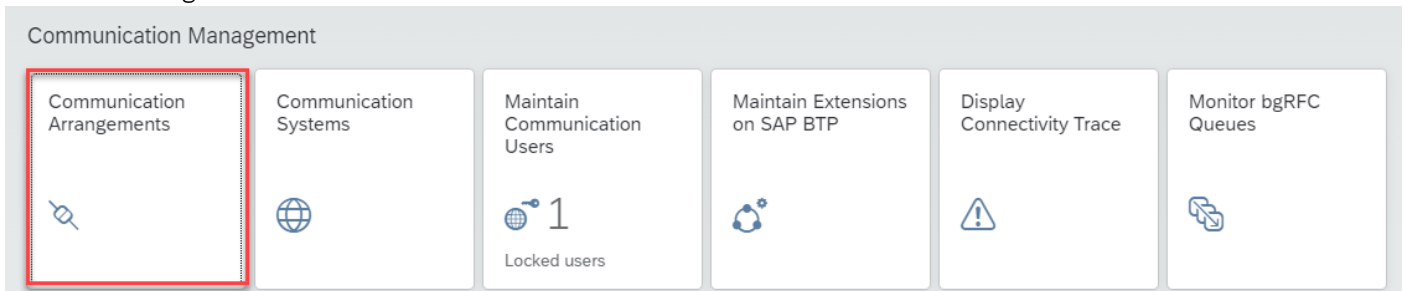 Communication Management
Communication
Arrangements
Communication
Systems
Maintain
Communication
Users
1
Locked users
Maintain Extensions
on SAP BTP
Display
Connectivity Trace
Monitor bgRFC
Queues